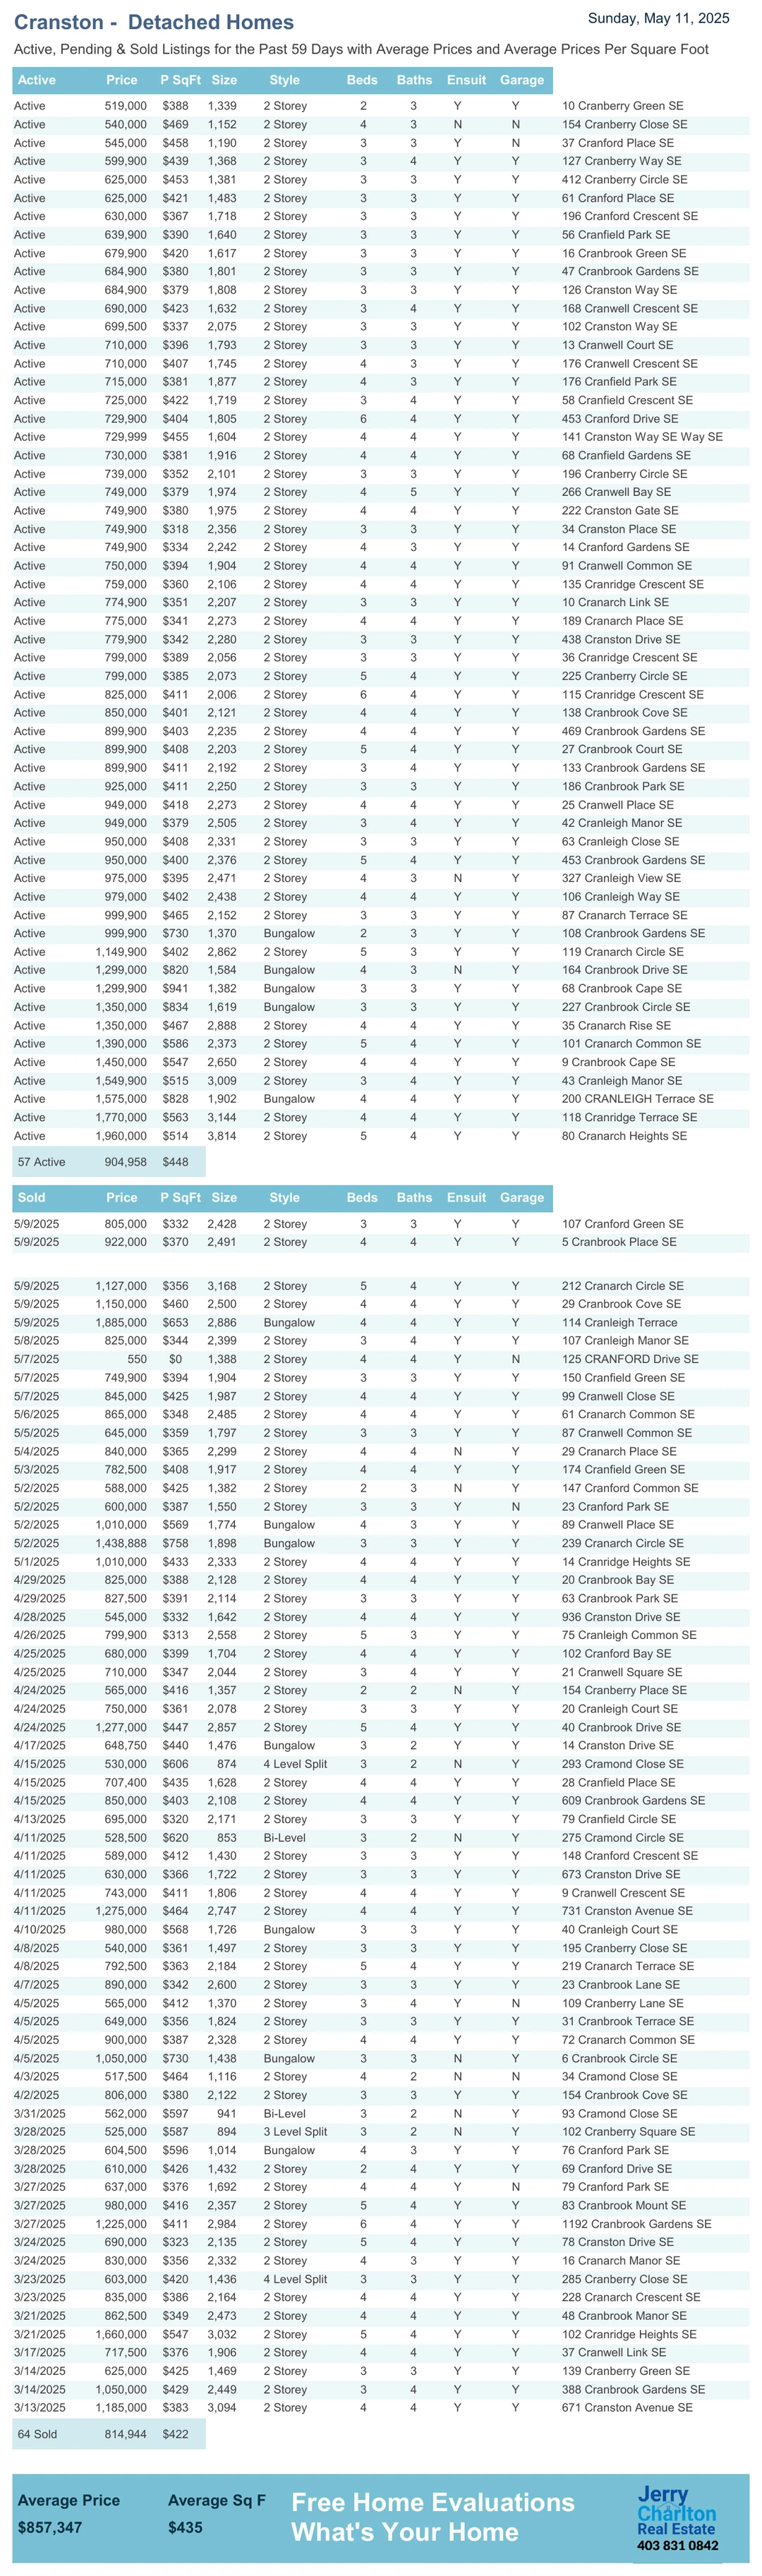 Cranston - Detached Homes
Sunday, May 11, 2025
Active, Pending & Sold Listings for the Past 59 Days with Average Prices and Average Prices Per Square Foot
Active Price P SqFt Size Style Beds Baths Ensuit Garage
Active 519,000 $388 1,339 2 Storey 2 3 Y Y 10 Cranberry Green SE
Active 540,000 $469 1,152 2 Storey 4 3 N N 154 Cranberry Close SE
Active 545,000 $458 1,190 2 Storey 3 3 Y N 37 Cranford Place SE
Active 599,900 $439 1,368 2 Storey 3 4 Y Y 127 Cranberry Way SE
Active 625,000 $453 1,381 2 Storey 3 3 Y Y 412 Cranberry Circle SE
Active 625,000 $421 1,483 2 Storey 3 3 Y Y 61 Cranford Place SE
Active 630,000 $367 1,718 2 Storey 3 3 Y Y 196 Cranford Crescent SE
Active 639,900 $390 1,640 2 Storey 3 3 Y Y 56 Cranfield Park SE
Active 679,900 $420 1,617 2 Storey 3 3 Y Y 16 Cranbrook Green SE
Active 684,900 $380 1,801 2 Storey 3 3 Y Y 47 Cranbrook Gardens SE
Active 684,900 $379 1,808 2 Storey 3 3 Y Y 126 Cranston Way SE
Active 690,000 $423 1,632 2 Storey 3 4 Y Y 168 Cranwell Crescent SE
Active 699,500 $337 2,075 2 Storey 3 3 Y Y 102 Cranston Way SE
Active 710,000 $396 1,793 2 Storey 3 3 Y Y 13 Cranwell Court SE
Active 710,000 $407 1,745 2 Storey 4 3 Y Y 176 Cranwell Crescent SE
Active 715,000 $381 1,877 2 Storey 4 3 Y Y 176 Cranfield Park SE
Active 725,000 $422 1,719 2 Storey 3 4 Y Y 58 Cranfield Crescent SE
Active 729,900 $404 1,805 2 Storey 6 4 Y Y 453 Cranford Drive SE
Active 729,999 $455 1,604 2 Storey 4 4 Y Y 141 Cranston Way SE Way SE
Active 730,000 $381 1,916 2 Storey 4 4 Y Y 68 Cranfield Gardens SE
Active 739,000 $352 2,101 2 Storey 3 3 Y Y 196 Cranberry Circle SE
Active 749,000 $379 1,974 2 Storey 4 5 Y Y 266 Cranwell Bay SE
Active 749,900 $380 1,975 2 Storey 4 4 Y Y 222 Cranston Gate SE
Active 749,900 $318 2,356 2 Storey 3 3 Y Y 34 Cranston Place SE
Active 749,900 $334 2,242 2 Storey 4 3 Y Y 14 Cranford Gardens SE
Active 750,000 $394 1,904 2 Storey 4 4 Y Y 91 Cranwell Common SE
Active 759,000 $360 2,106 2 Storey 4 4 Y Y 135 Cranridge Crescent SE
Active 774,900 $351 2,207 2 Storey 3 3 Y Y 10 Cranarch Link SE
Active 775,000 $341 2,273 2 Storey 4 4 Y Y 189 Cranarch Place SE
Active 779,900 $342 2,280 2 Storey 3 3 Y Y 438 Cranston Drive SE
Active 799,000 $389 2,056 2 Storey 3 3 Y Y 36 Cranridge Crescent SE
Active 799,000 $385 2,073 2 Storey 5 4 Y Y 225 Cranberry Circle SE
Active 825,000 $411 2,006 2 Storey 6 4 Y Y 115 Cranridge Crescent SE
Active 850,000 $401 2,121 2 Storey 4 4 Y Y 138 Cranbrook Cove SE
Active 899,900 $403 2,235 2 Storey 4 4 Y Y 469 Cranbrook Gardens SE
Active 899,900 $408 2,203 2 Storey 5 4 Y Y 27 Cranbrook Court SE
Active 899,900 $411 2,192 2 Storey 3 4 Y Y 133 Cranbrook Gardens SE
Active 925,000 $411 2,250 2 Storey 3 3 Y Y 186 Cranbrook Park SE
Active 949,000 $418 2,273 2 Storey 4 4 Y Y 25 Cranwell Place SE
Active 949,000 $379 2,505 2 Storey 3 4 Y Y 42 Cranleigh Manor SE
Active 950,000 $408 2,331 2 Storey 3 3 Y Y 63 Cranleigh Close SE
Active 950,000 $400 2,376 2 Storey 5 4 Y Y 453 Cranbrook Gardens SE
Active 975,000 $395 2,471 2 Storey 4 3 N Y 327 Cranleigh View SE
Active 979,000 $402 2,438 2 Storey 4 4 Y Y 106 Cranleigh Way SE
Active 999,900 $465 2,152 2 Storey 3 3 Y Y 87 Cranarch Terrace SE
Active 999,900 $730 1,370 Bungalow 2 3 Y Y 108 Cranbrook Gardens SE
Active 1,149,900 $402 2,862 2 Storey 5 3 Y Y 119 Cranarch Circle SE
Active 1,299,000 $820 1,584 Bungalow 4 3 N Y 164 Cranbrook Drive SE
Active 1,299,900 $941 1,382 Bungalow 3 3 Y Y 68 Cranbrook Cape SE
Active 1,350,000 $834 1,619 Bungalow 3 3 Y Y 227 Cranbrook Circle SE
Active 1,350,000 $467 2,888 2 Storey 4 4 Y Y 35 Cranarch Rise SE
Active 1,390,000 $586 2,373 2 Storey 5 4 Y Y 101 Cranarch Common SE
Active 1,450,000 $547 2,650 2 Storey 4 4 Y Y 9 Cranbrook Cape SE
Active 1,549,900 $515 3,009 2 Storey 3 4 Y Y 43 Cranleigh Manor SE
Active 1,575,000 $828 1,902 Bungalow 4 4 Y Y 200 CRANLEIGH Terrace SE
Active 1,770,000 $563 3,144 2 Storey 4 4 Y Y 118 Cranridge Terrace SE
Active 1,960,000 $514 3,814 2 Storey 5 4 Y Y 80 Cranarch Heights SE
57 Active 904,958 $448
Sold Price P SqFt Size Style Beds Baths Ensuit Garage
5/9/2025 805,000 $332 2,428 2 Storey 3 3 Y Y 107 Cranford Green SE
5/9/2025 922,000 $370 2,491 2 Storey 4 4 Y Y 5 Cranbrook Place SE
5/9/2025 1,127,000 $356 3,168 2 Storey 5 4 Y Y 212 Cranarch Circle SE
5/9/2025 1,150,000 $460 2,500 2 Storey 4 4 Y Y 29 Cranbrook Cove SE
5/9/2025 1,885,000 $653 2,886 Bungalow 4 4 Y Y 114 Cranleigh Terrace
5/8/2025 825,000 $344 2,399 2 Storey 3 4 Y Y 107 Cranleigh Manor SE
5/7/2025 550 $0 1,388 2 Storey 4 4 Y N 125 CRANFORD Drive SE
5/7/2025 749,900 $394 1,904 2 Storey 3 3 Y Y 150 Cranfield Green SE
5/7/2025 845,000 $425 1,987 2 Storey 4 4 Y Y 99 Cranwell Close SE
5/6/2025 865,000 $348 2,485 2 Storey 4 4 Y Y 61 Cranarch Common SE
5/5/2025 645,000 $359 1,797 2 Storey 3 3 Y Y 87 Cranwell Common SE
5/4/2025 840,000 $365 2,299 2 Storey 4 4 N Y 29 Cranarch Place SE
5/3/2025 782,500 $408 1,917 2 Storey 4 4 Y Y 174 Cranfield Green SE
5/2/2025 588,000 $425 1,382 2 Storey 2 3 N Y 147 Cranford Common SE
5/2/2025 600,000 $387 1,550 2 Storey 3 3 Y N 23 Cranford Park SE
5/2/2025 1,010,000 $569 1,774 Bungalow 4 3 Y Y 89 Cranwell Place SE
5/2/2025 1,438,888 $758 1,898 Bungalow 3 3 Y Y 239 Cranarch Circle SE
5/1/2025 1,010,000 $433 2,333 2 Storey 4 4 Y Y 14 Cranridge Heights SE
4/29/2025 825,000 $388 2,128 2 Storey 4 4 Y Y 20 Cranbrook Bay SE
4/29/2025 827,500 $391 2,114 2 Storey 3 3 Y Y 63 Cranbrook Park SE
4/28/2025 545,000 $332 1,642 2 Storey 4 4 Y Y 936 Cranston Drive SE
4/26/2025 799,900 $313 2,558 2 Storey 5 3 Y Y 75 Cranleigh Common SE
4/25/2025 680,000 $399 1,704 2 Storey 4 4 Y Y 102 Cranford Bay SE
4/25/2025 710,000 $347 2,044 2 Storey 3 4 Y Y 21 Cranwell Square SE
4/24/2025 565,000 $416 1,357 2 Storey 2 2 N Y 154 Cranberry Place SE
4/24/2025 750,000 $361 2,078 2 Storey 3 3 Y Y 20 Cranleigh Court SE
4/24/2025 1,277,000 $447 2,857 2 Storey 5 4 Y Y 40 Cranbrook Drive SE
4/17/2025 648,750 $440 1,476 Bungalow 3 2 Y Y 14 Cranston Drive SE
4/15/2025 530,000 $606 874 4 Level Split 3 2 N Y 293 Cramond Close SE
4/15/2025 707,400 $435 1,628 2 Storey 4 4 Y Y 28 Cranfield Place SE
4/15/2025 850,000 $403 2,108 2 Storey 4 4 Y Y 609 Cranbrook Gardens SE
4/13/2025 695,000 $320 2,171 2 Storey 3 3 Y Y 79 Cranfield Circle SE
4/11/2025 528,500 $620 853 Bi-Level 3 2 N Y 275 Cramond Circle SE
4/11/2025 589,000 $412 1,430 2 Storey 3 3 Y Y 148 Cranford Crescent SE
4/11/2025 630,000 $366 1,722 2 Storey 3 3 Y Y 673 Cranston Drive SE
4/11/2025 743,000 $411 1,806 2 Storey 4 4 Y Y 9 Cranwell Crescent SE
4/11/2025 1,275,000 $464 2,747 2 Storey 4 4 Y Y 731 Cranston Avenue SE
4/10/2025 980,000 $568 1,726 Bungalow 3 3 Y Y 40 Cranleigh Court SE
4/8/2025 540,000 $361 1,497 2 Storey 3 3 Y Y 195 Cranberry Close SE
4/8/2025 792,500 $363 2,184 2 Storey 5 4 Y Y 219 Cranarch Terrace SE
4/7/2025 890,000 $342 2,600 2 Storey 3 3 Y Y 23 Cranbrook Lane SE
4/5/2025 565,000 $412 1,370 2 Storey 3 4 Y N 109 Cranberry Lane SE
4/5/2025 649,000 $356 1,824 2 Storey 3 3 Y Y 31 Cranbrook Terrace SE
4/5/2025 900,000 $387 2,328 2 Storey 4 4 Y Y 72 Cranarch Common SE
4/5/2025 1,050,000 $730 1,438 Bungalow 3 3 N Y 6 Cranbrook Circle SE
4/3/2025 517,500 $464 1,116 2 Storey 4 2 N N 34 Cramond Close SE
4/2/2025 806,000 $380 2,122 2 Storey 3 3 Y Y 154 Cranbrook Cove SE
3/31/2025 562,000 $597 941 Bi-Level 3 2 N Y 93 Cramond Close SE
3/28/2025 525,000 $587 894 3 Level Split 3 2 N Y 102 Cranberry Square SE
3/28/2025 604,500 $596 1,014 Bungalow 4 3 Y Y 76 Cranford Park SE
3/28/2025 610,000 $426 1,432 2 Storey 2 4 Y Y 69 Cranford Drive SE
3/27/2025 637,000 $376 1,692 2 Storey 4 4 Y N 79 Cranford Park SE
3/27/2025 980,000 $416 2,357 2 Storey 5 4 Y Y 83 Cranbrook Mount SE
3/27/2025 1,225,000 $411 2,984 2 Storey 6 4 Y Y 1192 Cranbrook Gardens SE
3/24/2025 690,000 $323 2,135 2 Storey 5 4 Y Y 78 Cranston Drive SE
3/24/2025 830,000 $356 2,332 2 Storey 4 3 Y Y 16 Cranarch Manor SE
3/23/2025 603,000 $420 1,436 4 Level Split 3 3 Y Y 285 Cranberry Close SE
3/23/2025 835,000 $386 2,164 2 Storey 4 4 Y Y 228 Cranarch Crescent SE
3/21/2025 862,500 $349 2,473 2 Storey 4 4 Y Y 48 Cranbrook Manor SE
3/21/2025 1,660,000 $547 3,032 2 Storey 5 4 Y Y 102 Cranridge Heights SE
3/17/2025 717,500 $376 1,906 2 Storey 4 4 Y Y 37 Cranwell Link SE
3/14/2025 625,000 $425 1,469 2 Storey 3 3 Y Y 139 Cranberry Green SE
3/14/2025 1,050,000 $429 2,449 2 Storey 3 4 Y Y 388 Cranbrook Gardens SE
3/13/2025 1,185,000 $383 3,094 2 Storey 4 4 Y Y 671 Cranston Avenue SE
64 Sold 814,944 $422
Average Price Average Sq F
$857,347 $435
Free Home Evaluations
What's Your Home
Jerry
Charlton
Real Estate
403 831 0842